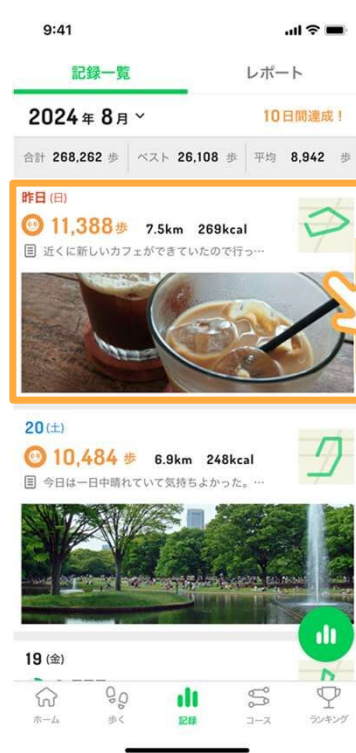 9:41
記録一覧 レポート
2024年 8月 10日間達成！
合計 268,262 歩 ベスト 26,108 歩 平均 8,942 歩
昨日(日)
11,388歩 7.5km 269kcal
近くに新しいカフェができていたので行っ…
20(土)
10,484 歩 6.9km 248kcal
今日は一日中晴れていて気持ちよかった。…
19 (金)
ホーム 歩く 記録 コース ランキング